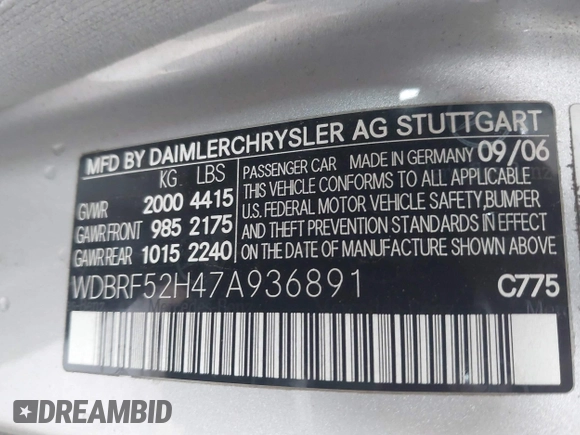 MFD BY DAIMLERCHRYSLER AG STUTTGART
KG LBS
GVWR 2000 4415
GAWR FRONT 985 2175
GAWR REAR 1015 2240
PASSENGER CAR MADE IN GERMANY 09/06
THIS VEHICLE CONFORMS TO ALL APPLICABLE
U.S. FEDERAL MOTOR VEHICLE SAFETY, BUMPER
AND THEFT PREVENTION STANDARDS IN EFFECT
ON THE DATE OF MANUFACTURE SHOWN ABOVE
WDBRF52H47A936891 C775
$DREAMBID